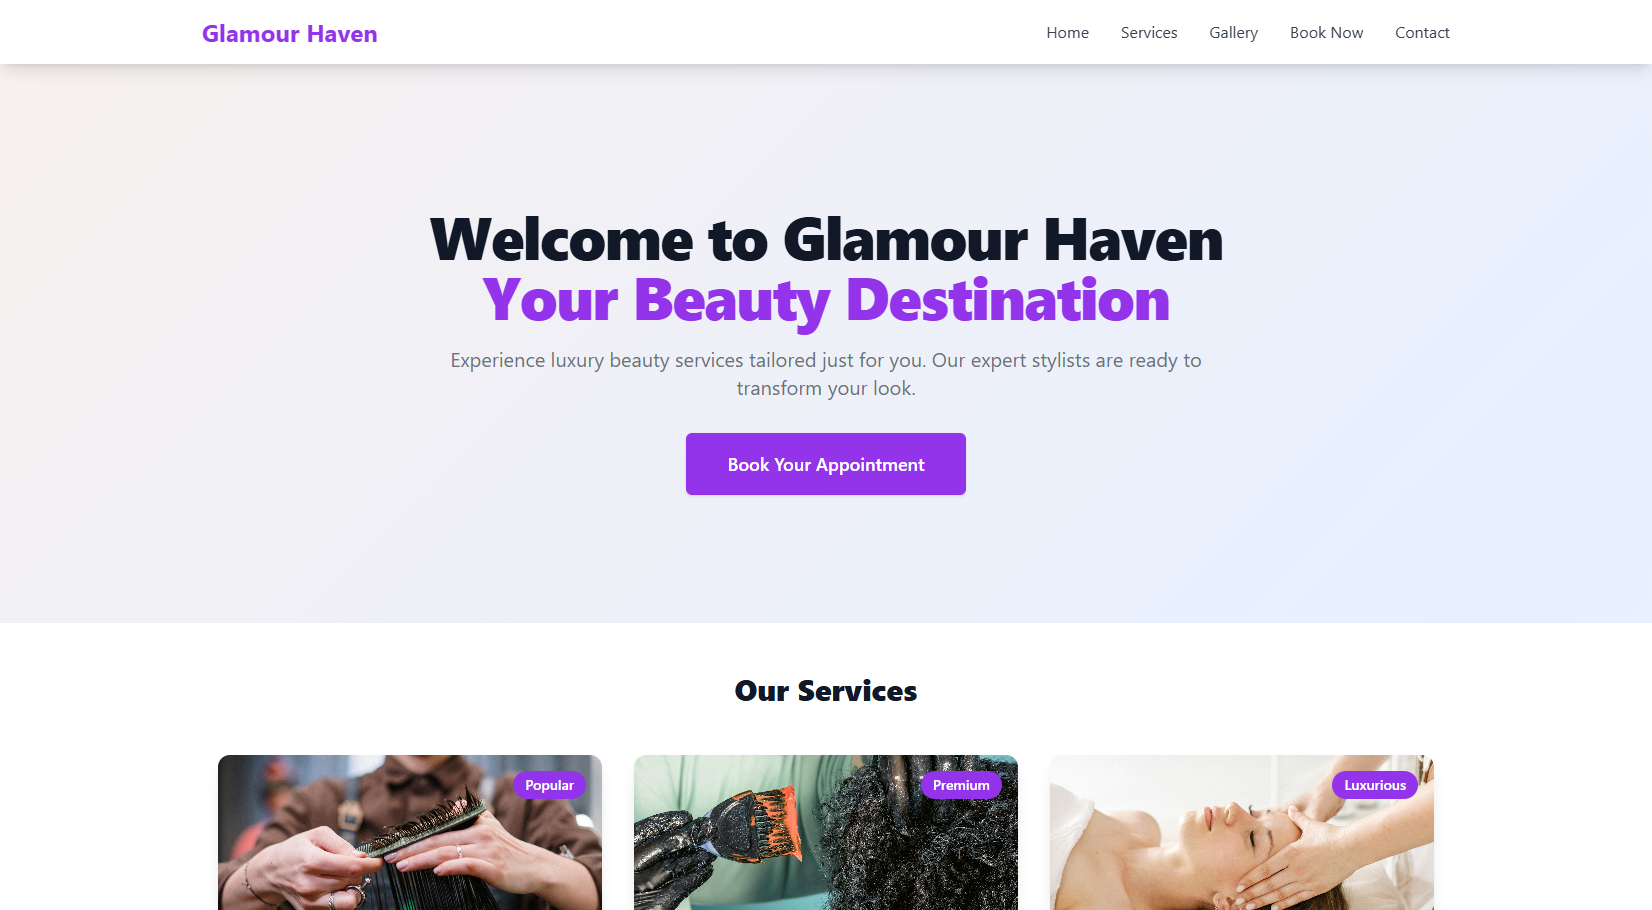 Glamour Haven
Home Services Gallery Book Now Contact
Welcome to Glamour Haven
Your Beauty Destination
Experience luxury beauty services tailored just for you. Our expert stylists are ready to
transform your look.
Book Your Appointment
Our Services
Popular
Premium
Luxurious